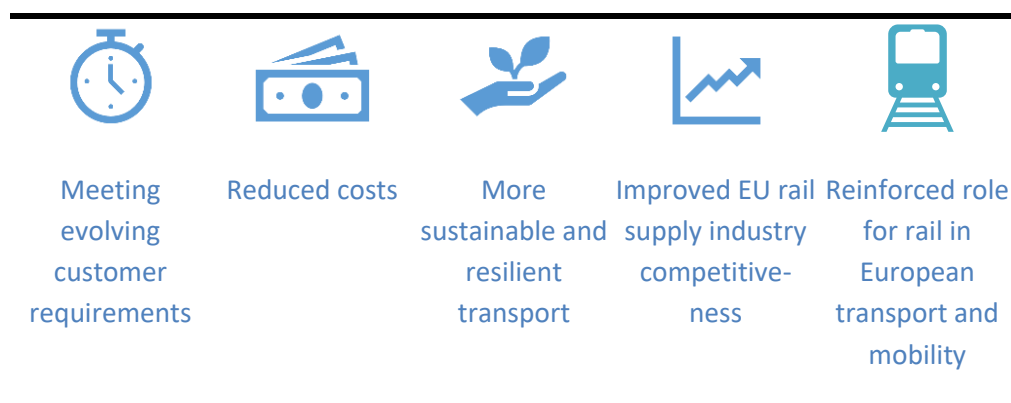 Meeting
evolving
customer
requirements
Reduced costs
More
sustainable and
resilient
transport
Improved EU rail
supply industry
competitive-
ness
Reinforced role
for rail in
European
transport and
mobility